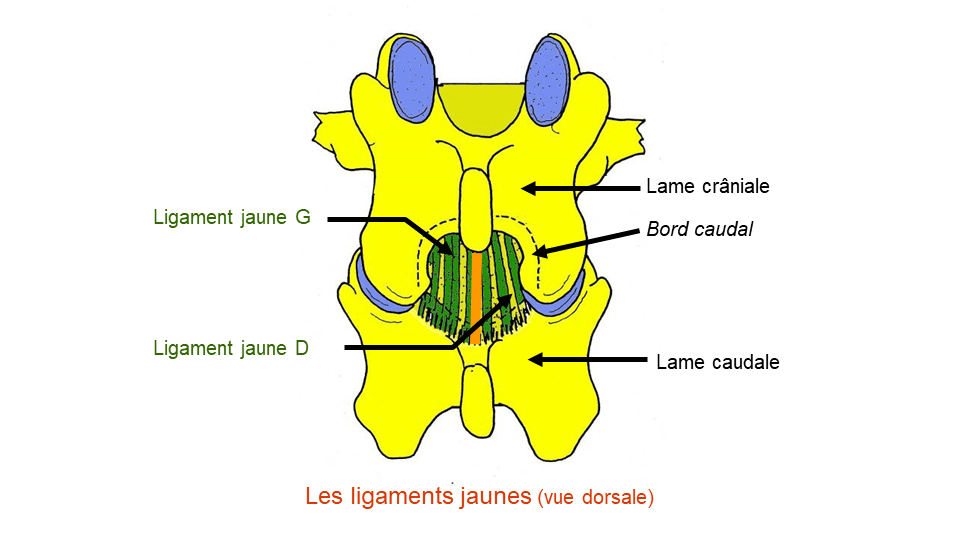 Lame crâniale
Ligament jaune G
Bord caudal
Ligament jaune D
Lame caudale
Les ligaments jaunes (vue dorsale)